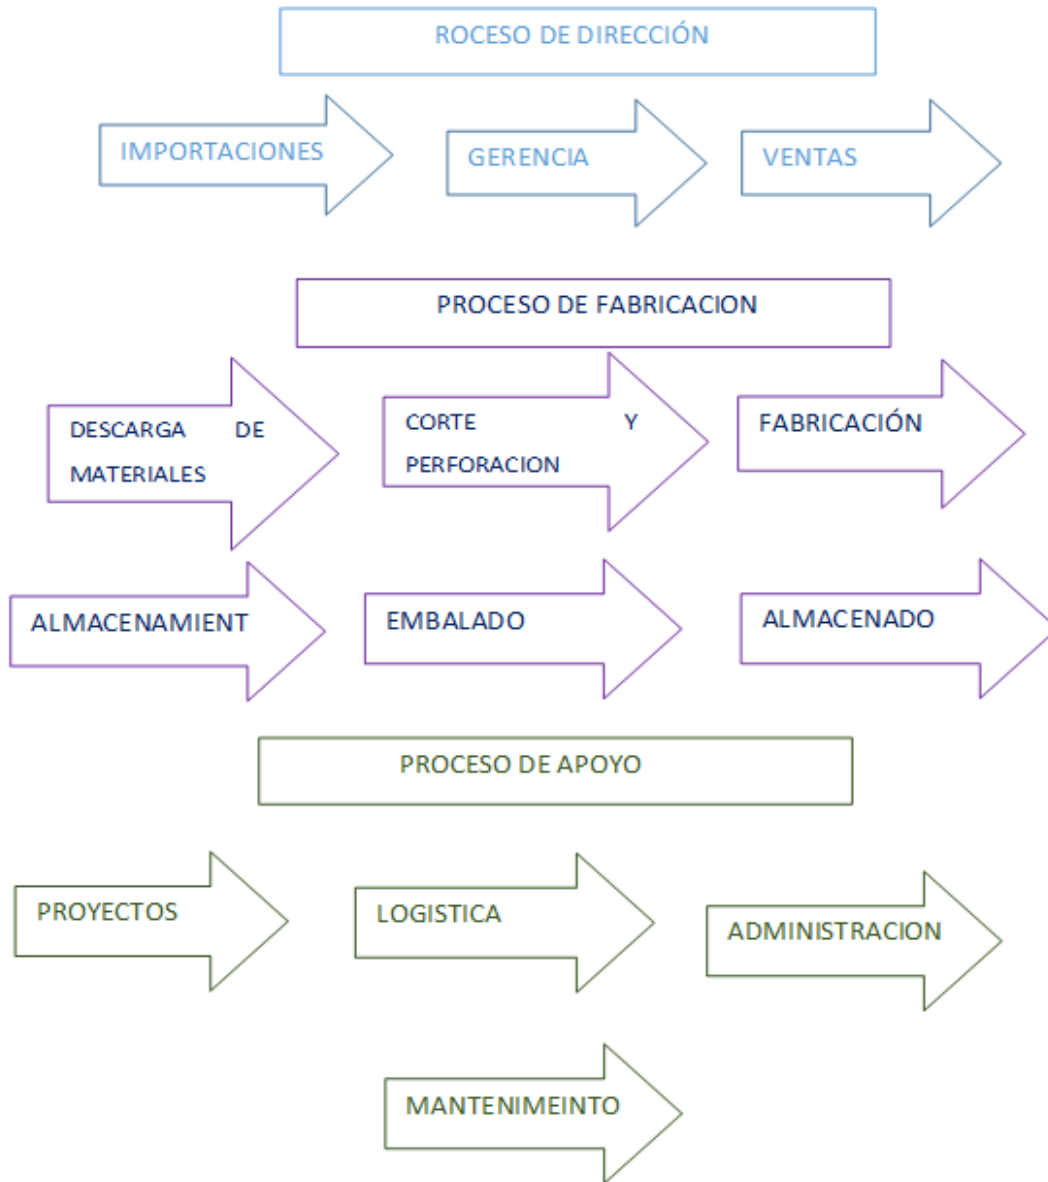 ROCESO DE DIRECCIÓN
IMPORTACIONES
GERENCIA
VENTAS
PROCESO DE FABRICACION
DESCARGA DE
MATERIALES
CORTE Y
PERFORACION
FABRICACIÓN
ALMACENAMIENT
EMBALADO
ALMACENADO
PROCESO DE APOYO
PROYECTOS
LOGISTICA
ADMINISTRACION
MANTENIMEINTO